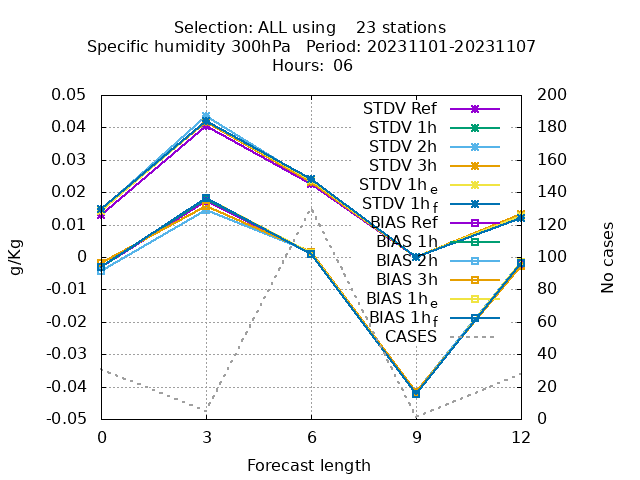 Selection: ALL using    23 stations
Specific humidity 300hPa   Period: 20231101-20231107
Hours: 06
0.05
0.04
0.03
0.02
0.01
0
-0.01
-0.02
-0.03
-0.04
-0.05
g/Kg
STDV Ref
STDV 1h
STDV 2h
STDV 3h
STDV 1h e
STDV 1h f
BIAS Ref
BIAS 1h
BIAS 2h
BIAS 3h
BIAS 1h e
BIAS 1h f
CASES
200
180
160
140
120
100
80
60
40
20
0
No cases
0 3 6 9 12
Forecast length